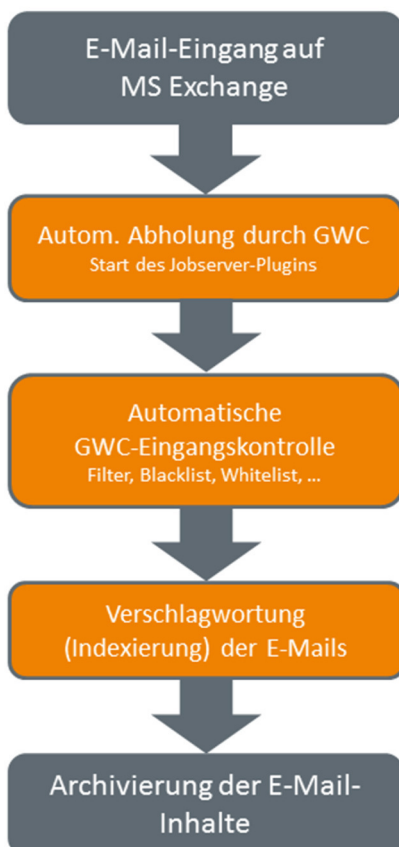 E-Mail-Eingang auf
MS Exchange
Autom. Abholung durch GWC
Start des Jobserver-Plugins
Automatische
GWC-Eingangskontrolle
Filter, Blacklist, Whitelist, ...
Verschlagwortung
(Indexierung) der E-Mails
Archivierung der E-Mail-
Inhalte